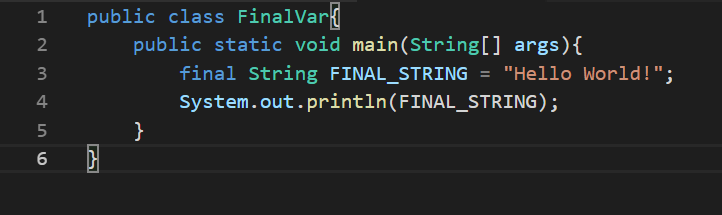 1 public class FinalVar{
2     public static void main(String[] args){
3         final String FINAL_STRING = "Hello World!";
4         System.out.println(FINAL_STRING);
5     }
6 }